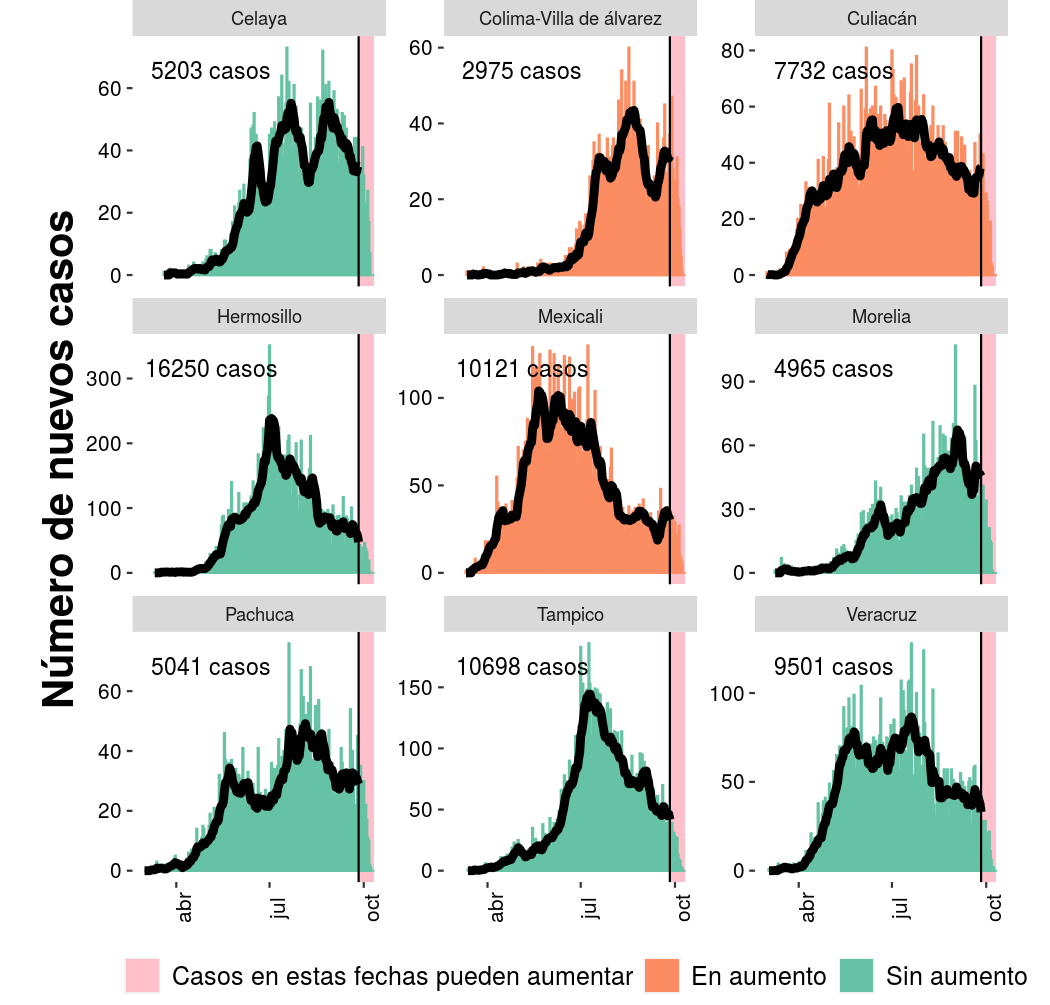 Celaya
Colima-Villa de álvarez
Culiacán
5203 casos
2975 casos
7732 casos
60
40
20
0
60
40
20
0
80
60
40
20
0
Hermosillo
Mexicali
Morelia
16250 casos
10121 casos
4965 casos
300
200
100
0
100
50
0
90
60
30
0
Pachuca
Tampico
Veracruz
5041 casos
10698 casos
9501 casos
60
40
20
0
150
100
50
0
100
50
0
abr
jul
oct
abr
jul
oct
abr
jul
oct
Número de nuevos casos
Casos en estas fechas pueden aumentar
En aumento
Sin aumento